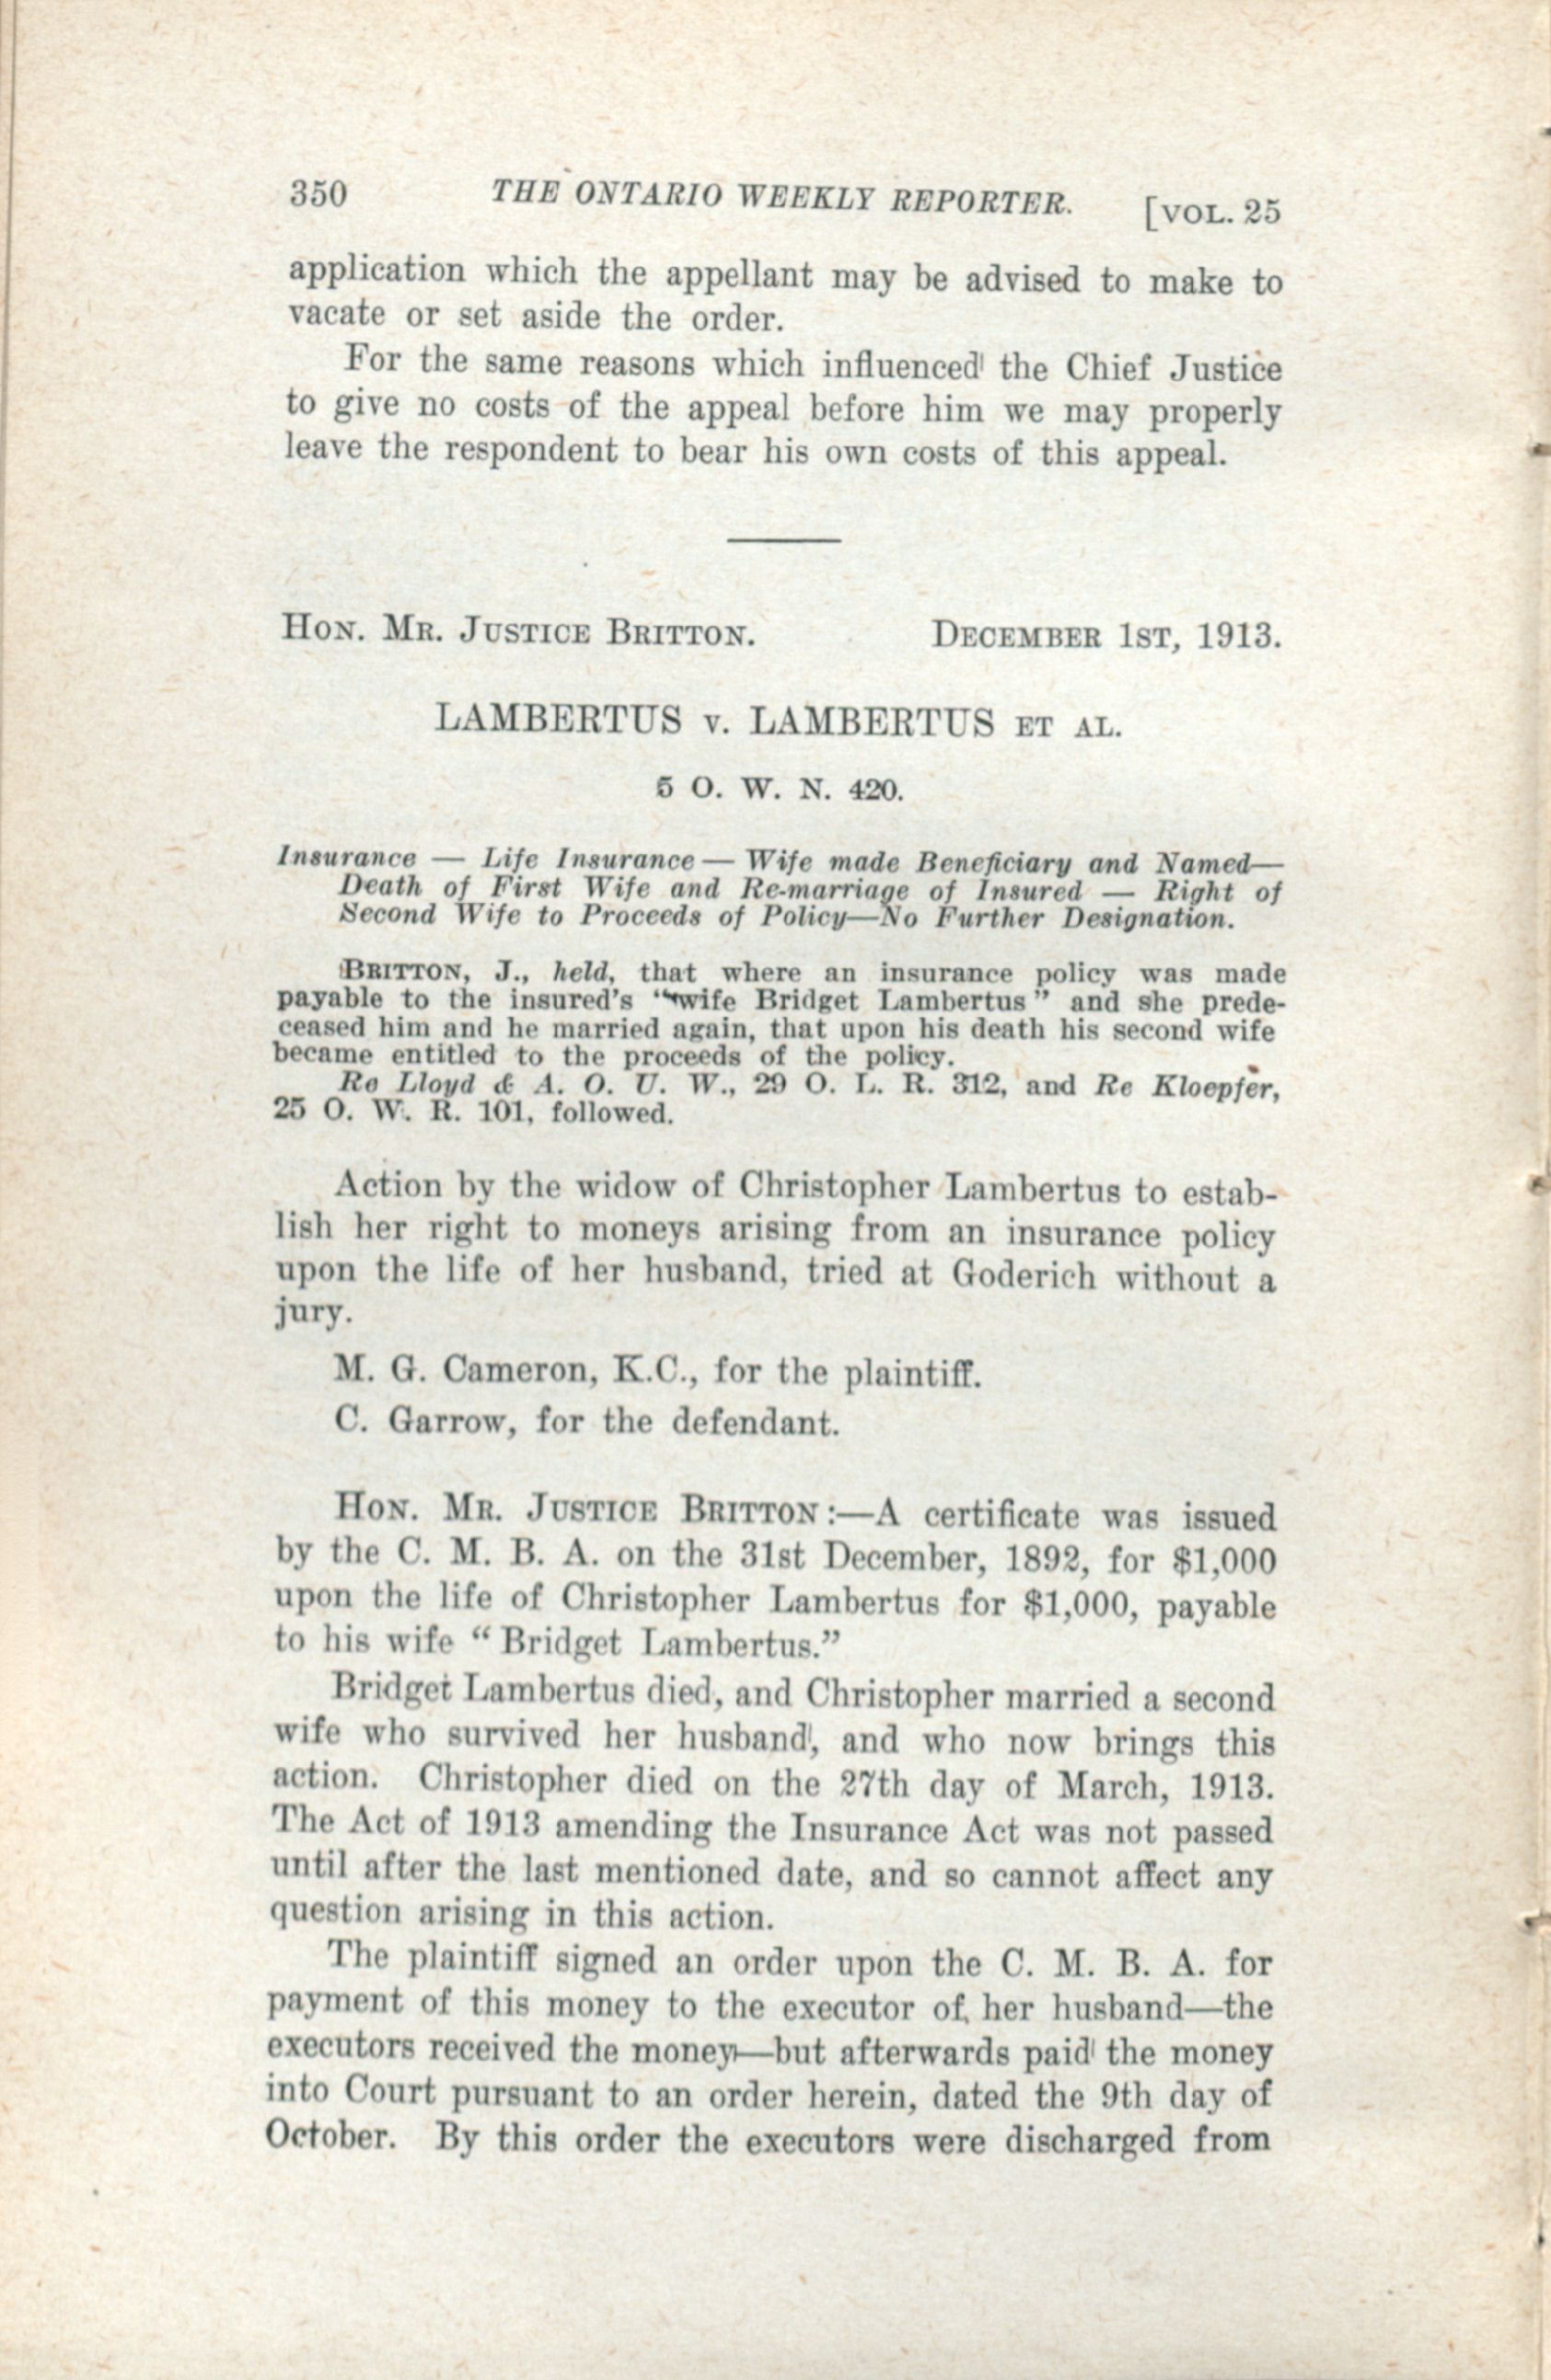 350 THE ONTARIO WEEKLY REPORTER. [VOL. 25
application which the appellant may be advised to make to
vacate or set aside the order.
For the same reasons which influenced the Chief Justice
to give no costs of the appeal before him we may properly
leave the respondent to bear his own costs of this appeal.
HON. MR. JUSTICE BRITTON. DECEMBER 1ST, 1913.
LAMBERTUS v. LAMBERTUS ET AL.
5 O. W. N. 420.
Insurance — Life Insurance — Wife made Beneficiary and Named—
Death of First Wife and Re-marriage of Insured — Right of
Second Wife to Proceeds of Policy—No Further Designation.
BRITTON, J., held, that where an insurance policy was made
payable to the insured's "wife Bridget Lambertus" and she prede-
ceased him and he married again, that upon his death his second wife
became entitled to the proceeds of the policy.
Re Lloyd & A. O. U. W., 29 O. L. R. 312, and Re Kloepfer,
25 O. W. R. 101, followed.
Action by the widow of Christopher Lambertus to estab-
lish her right to moneys arising from an insurance policy
upon the life of her husband, tried at Goderich without a
jury.
M. G. Cameron, K.C., for the plaintiff.
C. Garrow, for the defendant.
HON. MR. JUSTICE BRITTON:—A certificate was issued
by the C. M. B. A. on the 31st December, 1892, for $1,000
upon the life of Christopher Lambertus for $1,000, payable
to his wife "Bridget Lambertus."
Bridget Lambertus died, and Christopher married a second
wife who survived her husband, and who now brings this
action. Christopher died on the 27th day of March, 1913.
The Act of 1913 amending the Insurance Act was not passed
until after the last mentioned date, and so cannot affect any
question arising in this action.
The plaintiff signed an order upon the C. M. B. A. for
payment of this money to the executor of her husband—the
executors received the money—but afterwards paid the money
into Court pursuant to an order herein, dated the 9th day of
October. By this order the executors were discharged from